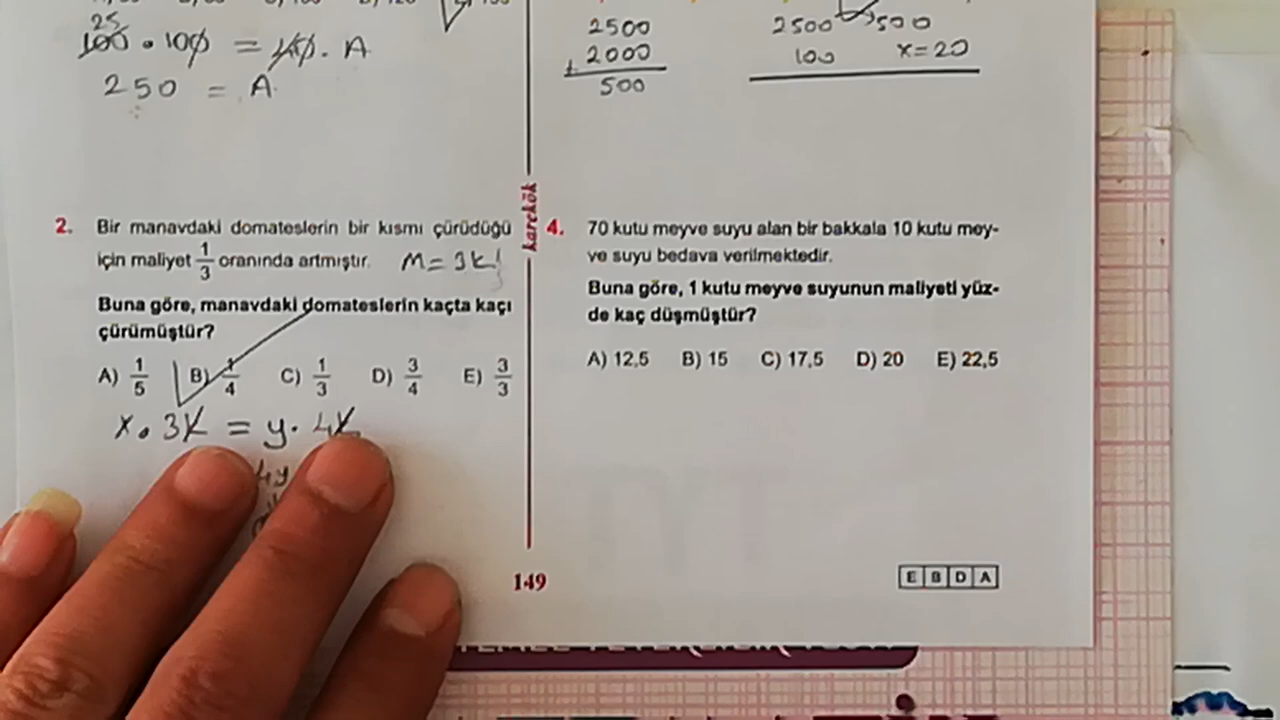 100 . 100 = 40 . A
25
250 = A
2500
2000
500
2500 500
100 x=20
2. Bir manavdaki domateslerin bir kısmı çürüdüğü
için maliyet 1/3 oranında artmıştır. M=3k
Buna göre, manavdaki domateslerin kaçta kaçı
çürümüştür?
A) 1/5 B) 1/4 C) 1/3 D) 3/4 E) 3/3
x. 3k = y. 4k
4y
karekök
4. 70 kutu meyve suyu alan bir bakkala 10 kutu mey-
ve suyu bedava verilmektedir.
Buna göre, 1 kutu meyve suyunun maliyeti yüz-
de kaç düşmüştür?
A) 12,5 B) 15 C) 17,5 D) 20 E) 22,5
149
E B D A